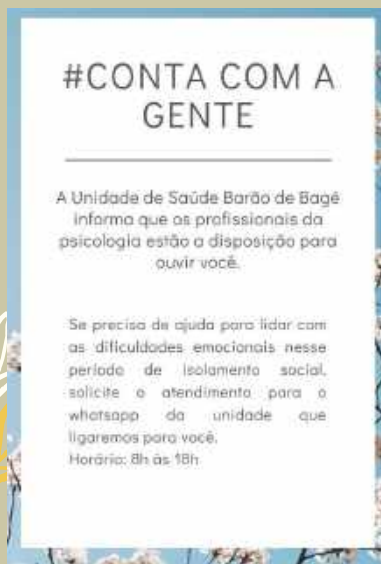 #CONTA COM A
GENTE
A Unidade de Saúde Barão de Bagé
informa que os profissionais da
psicologia estão a disposição para
ouvir você.
Se precisa de ajuda para lidar com
as dificuldades emocionais nesse
período de isolamento social,
solicite o atendimento para o
whatsapp da unidade que
ligaremos para você.
Horário: 8h às 18h